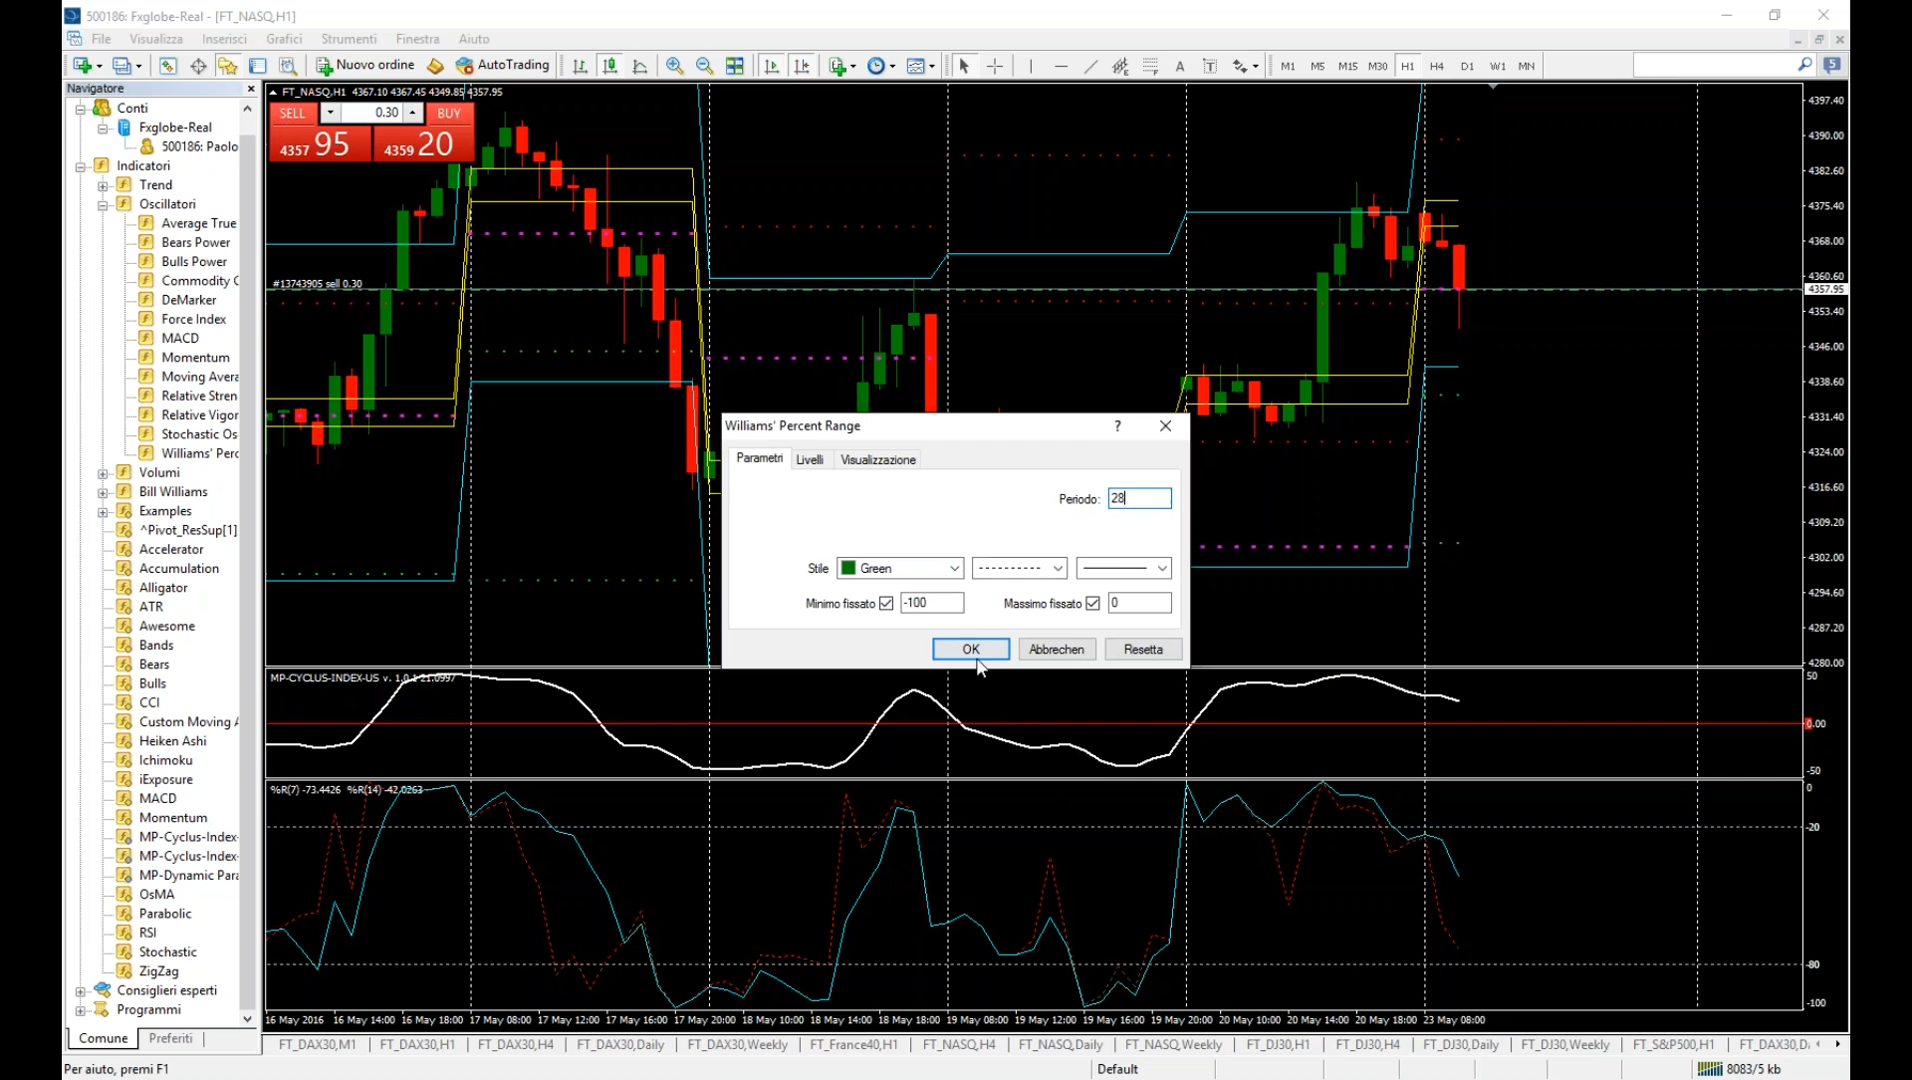 500186: Fxglobe-Real - [FT_NASQ,H1]
File Visualizza Inserisci Grafici Strumenti Finestra Aiuto
Nuovo ordine AutoTrading A T M1 M5 M15 M30 H1 H4 D1 W1 MN 5
Navigatore
Conti
Fxglobe-Real
500186: Paolo
Indicatori
Trend
Oscillatori
Average True
Bears Power
Bulls Power
Commodity C
DeMarker
Force Index
MACD
Momentum
Moving Avera
Relative Stren
Relative Vigor
Stochastic Os
Williams' Perc
Volumi
Bill Williams
Examples
^Pivot_ResSup[1]
Accelerator
Accumulation
Alligator
ATR
Awesome
Bands
Bears
Bulls
CCI
Custom Moving A
Heiken Ashi
Ichimoku
iExposure
MACD
Momentum
MP-Cyclus-Index-
MP-Cyclus-Index-
MP-Dynamic Para
OsMA
Parabolic
RSI
Stochastic
ZigZag
Consiglieri esperti
Programmi
Comune Preferiti
FT_NASQ,H1 4367.10 4367.45 4349.85 4357.95
SELL 0.30 BUY
4357 95 4359 20
#13743905 sell 0.30
4397.40
4390.00
4382.60
4375.40
4368.00
4360.60
4357.95
4353.40
4346.00
4338.60
4331.40
4324.00
4316.60
4309.20
4302.00
4294.60
4287.20
4280.00
Williams' Percent Range ?
Parametri Livelli Visualizzazione
Periodo: 28
Stile Green
Minimo fissato -100 Massimo fissato 0
OK Abbrechen Resetta
MP-CYCLUS-INDEX-US v. 1.0.1 21.0997
50
0.00
-50
%R(7) -73.4426 %R(14) -42.0263
0
-20
-80
-100
16 May 2016 16 May 14:00 16 May 18:00 17 May 08:00 17 May 12:00 17 May 16:00 17 May 20:00 18 May 10:00 18 May 14:00 18 May 18:00 19 May 08:00 19 May 12:00 19 May 16:00 19 May 20:00 20 May 10:00 20 May 14:00 20 May 18:00 23 May 08:00
FT_DAX30,M1 FT_DAX30,H1 FT_DAX30,H4 FT_DAX30,Daily FT_DAX30,Weekly FT_France40,H1 FT_NASQ,H4 FT_NASQ,Daily FT_NASQ,Weekly FT_DJ30,H1 FT_DJ30,H4 FT_DJ30,Daily FT_DJ30,Weekly FT_S&P500,H1 FT_DAX30,D
Per aiuto, premi F1 Default 8083/5 kb